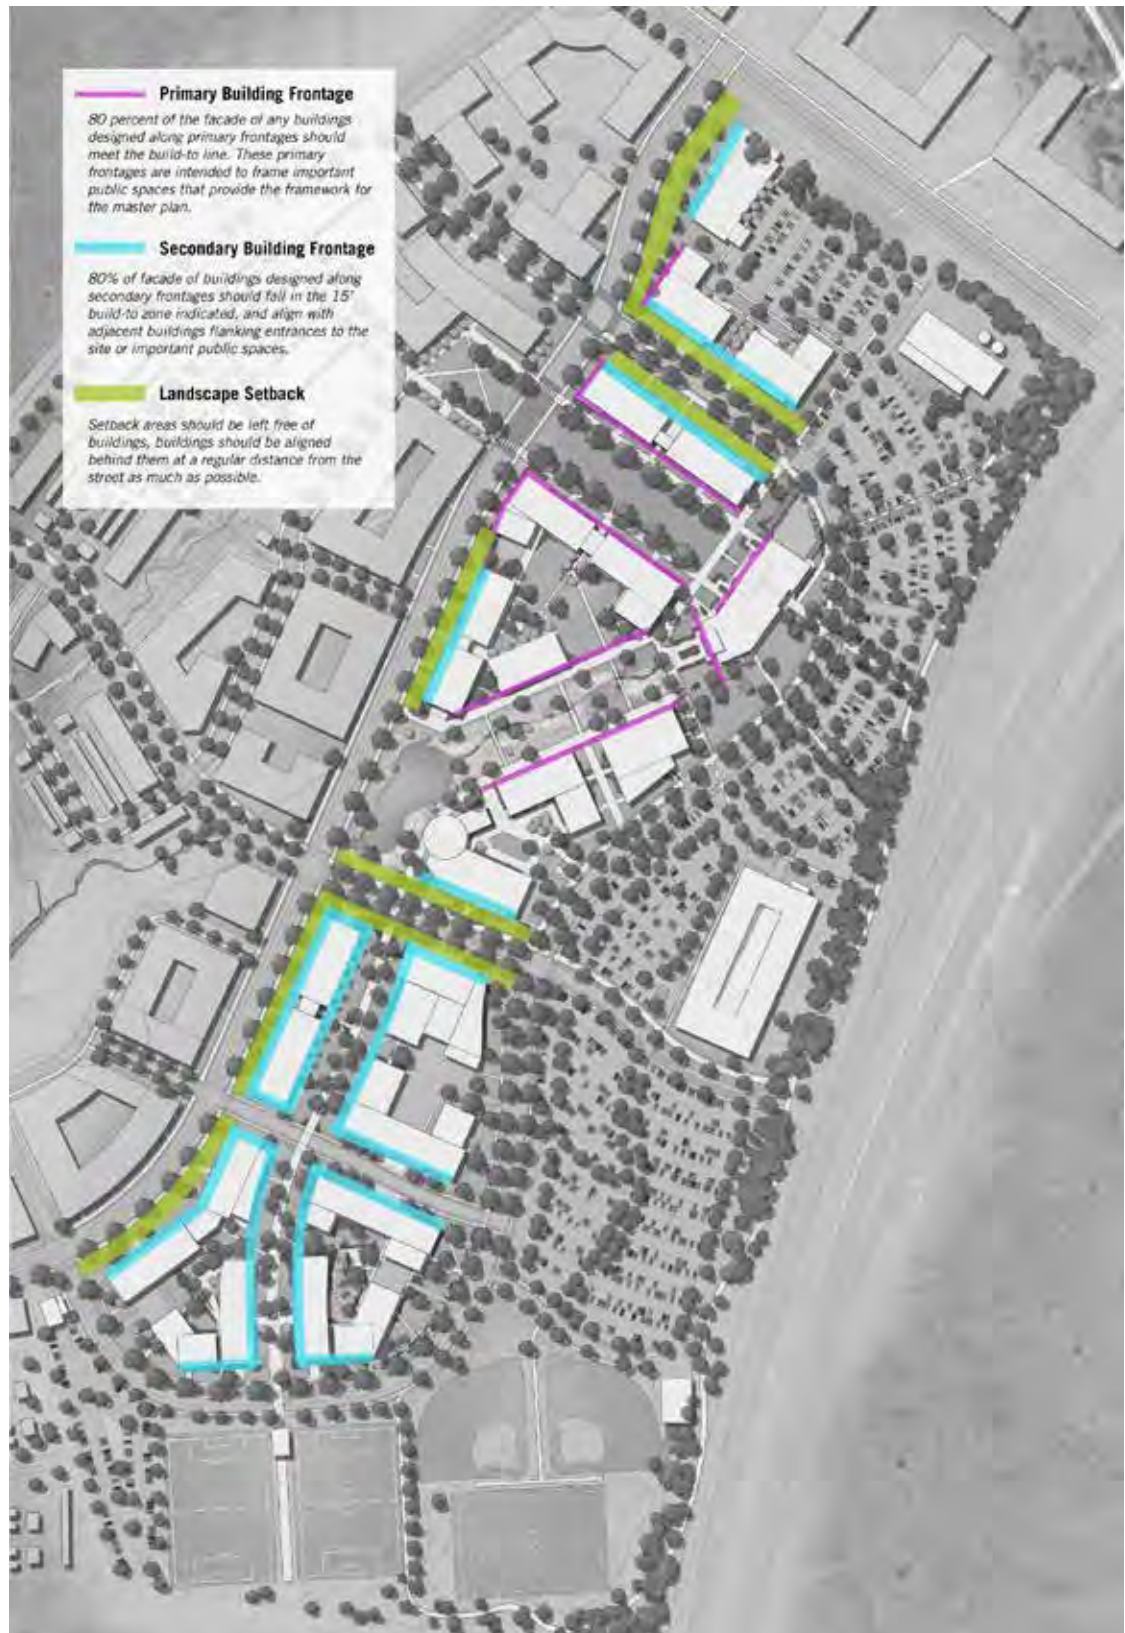 Primary Building Frontage
80 percent of the facade of any buildings
designed along primary frontages should
meet the build-to line. These primary
frontages are intended to frame important
public spaces that provide the framework for
the master plan.
Secondary Building Frontage
80% of facade of buildings designed along
secondary frontages should fall in the 15'
build-to zone indicated, and align with
adjacent buildings flanking entrances to the
site or important public spaces.
Landscape Setback
Setback areas should be left free of
buildings, buildings should be aligned
behind them at a regular distance from the
street as much as possible.